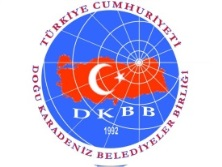 TÜRKİYE CUMHURİYETİ
DKBB
1992
DOĞU KARADENİZ BELEDİYELER BİRLİĞİ